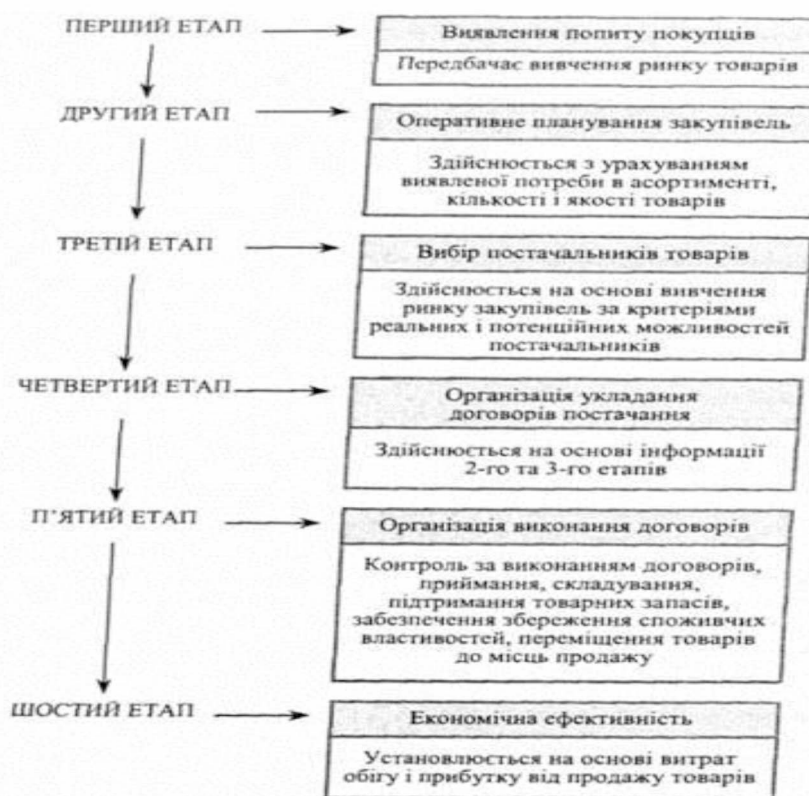 ПЕРШИЙ ЕТАП
Виявлення попиту покупців
Передбачає вивчення ринку товарів
ДРУГИЙ ЕТАП
Оперативне планування закупівель
Здійснюється з урахуванням
виявленої потреби в асортименті,
кількості і якості товарів
ТРЕТІЙ ЕТАП
Вибір постачальників товарів
Здійснюється на основі вивчення
ринку закупівель за критеріями
реальних і потенційних можливостей
постачальників
ЧЕТВЕРТИЙ ЕТАП
Організація укладання
договорів постачання
Здійснюється на основі інформації
2-го та 3-го етапів
П'ЯТИЙ ЕТАП
Організація виконання договорів
Контроль за виконанням договорів,
приймання, складування,
підтримання товарних запасів,
забезпечення збереження споживчих
властивостей, переміщення товарів
до місць продажу
ШОСТИЙ ЕТАП
Економічна ефективність
Установлюється на основі витрат
обігу і прибутку від продажу товарів